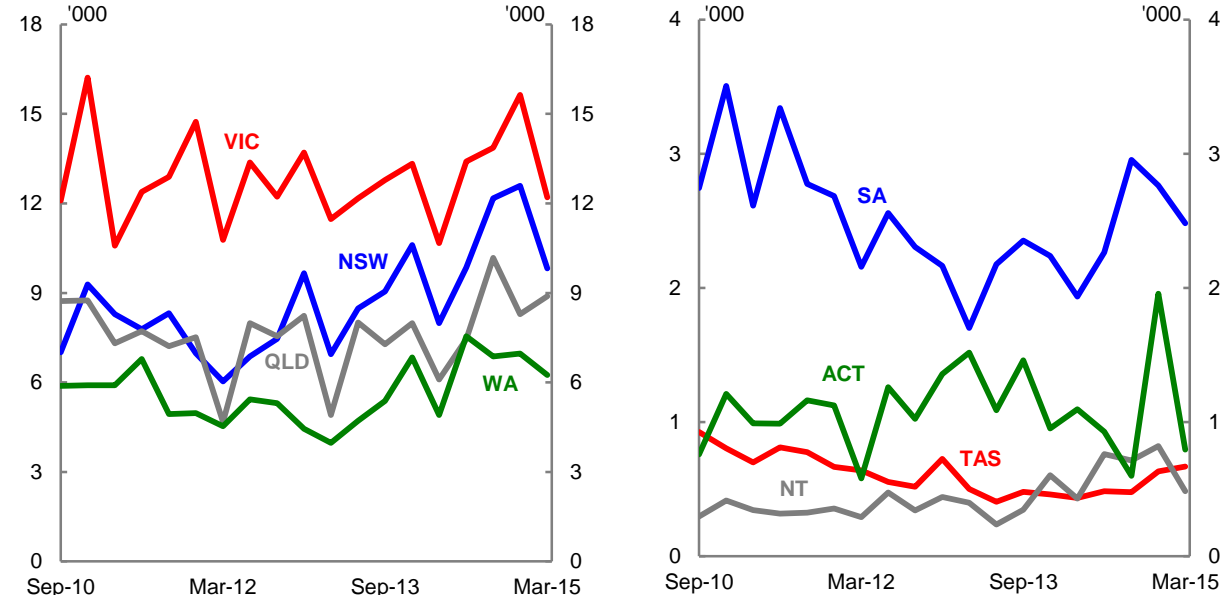 '000 '000
18 18
15 15
VIC
12 12
NSW
9 9
QLD
WA
6 6
3 3
0 0
Sep-10 Mar-12 Sep-13 Mar-15
'000 '000
4 4
3 3
SA
2 2
ACT
1 1
TAS
NT
0 0
Sep-10 Mar-12 Sep-13 Mar-15